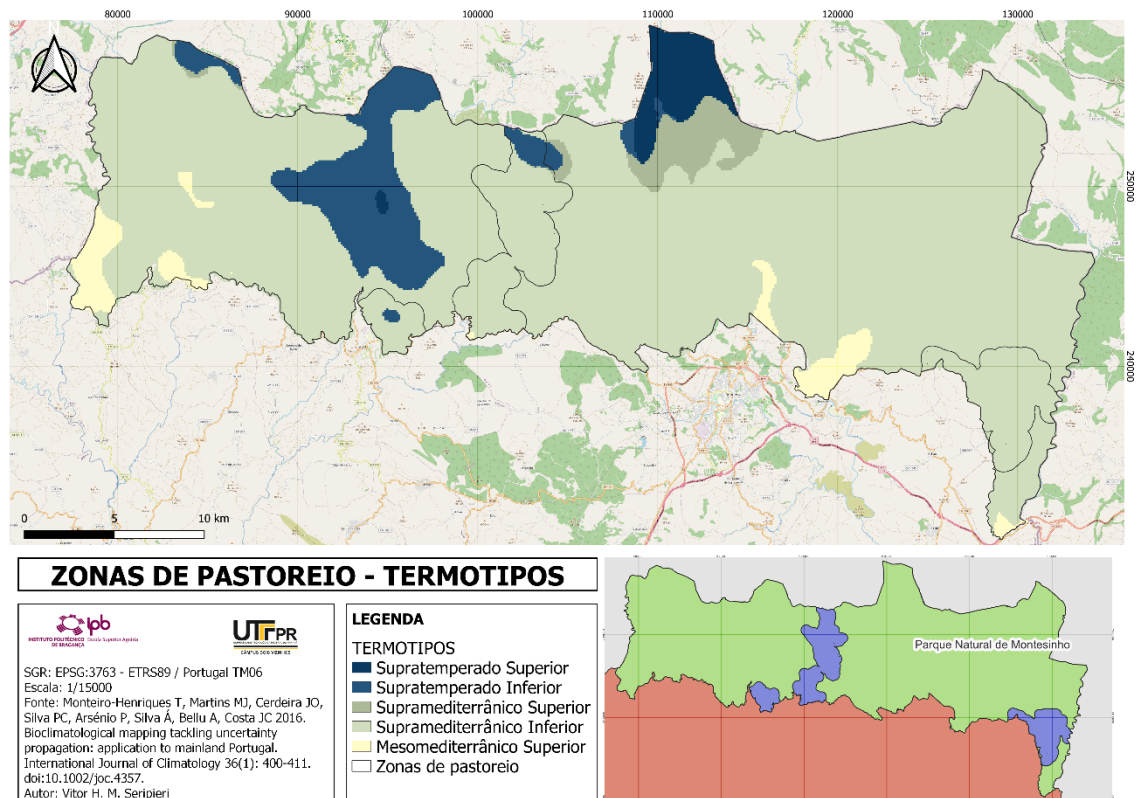 80000
90000
100000
110000
120000
130000
250000
240000
0
5
10 km
ZONAS DE PASTOREIO - TERMOTIPOS
ipb
INSTITUTO POLITÉCNICO DE BRAGANÇA Escola Superior Agrária
UTFPR
SGR: EPSG:3763 - ETRS89 / Portugal TM06
Escala: 1/15000
Fonte: Monteiro-Henriques T, Martins MJ, Cerdeira JO,
Silva PC, Arsénio P, Silva Á, Bellu A, Costa JC 2016.
Bioclimatological mapping tackling uncertainty
propagation: application to mainland Portugal.
International Journal of Climatology 36(1): 400-411.
doi:10.1002/joc.4357.
Autor: Vitor H. M. Seripieri
LEGENDA
TERMOTIPOS
Supratemperado Superior
Supratemperado Inferior
Supramediterrânico Superior
Supramediterrânico Inferior
Mesomediterrânico Superior
Zonas de pastoreio
Parque Natural de Montesinho